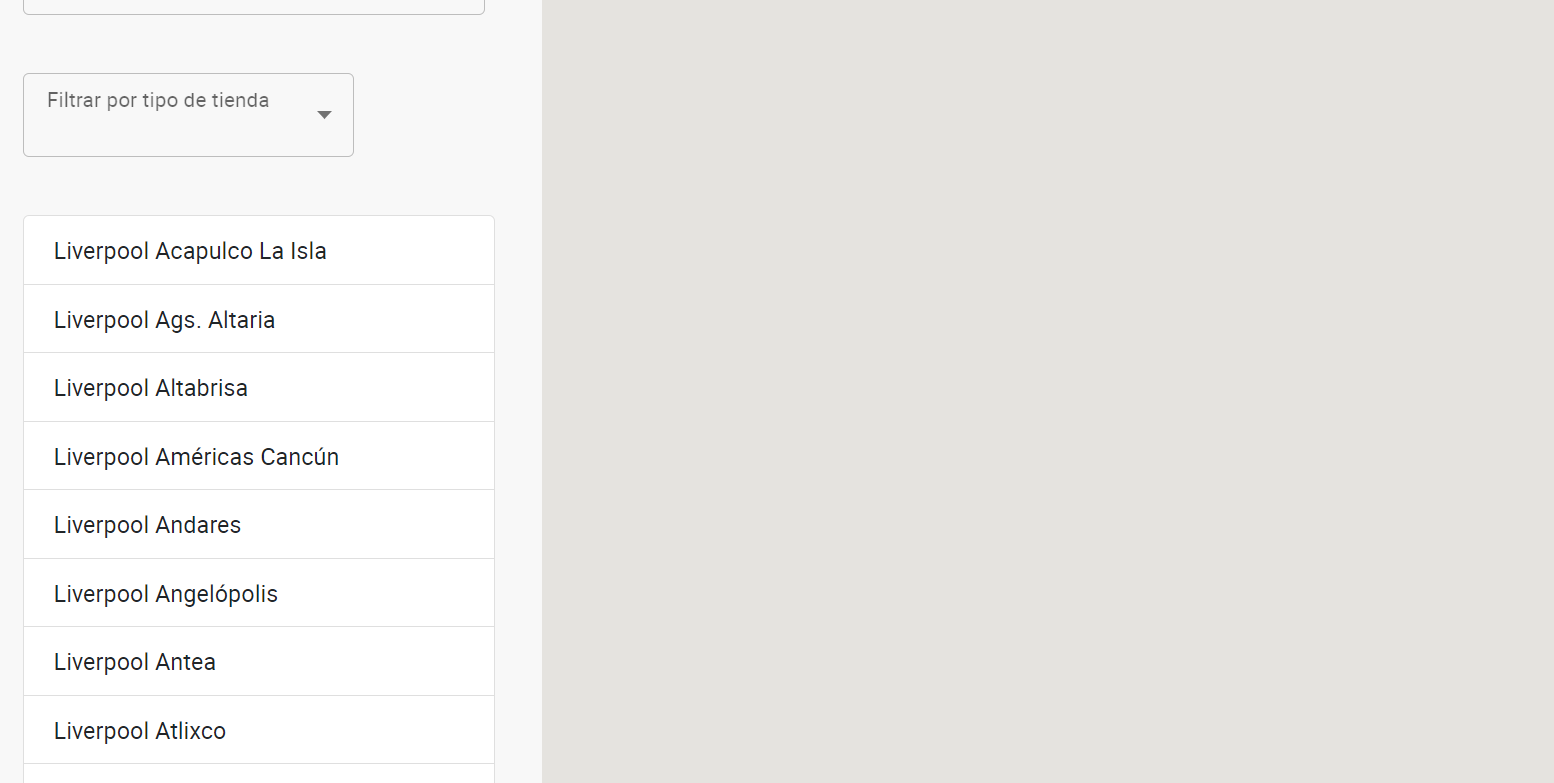 Filtrar por tipo de tienda
Liverpool Acapulco La Isla
Liverpool Ags. Altaria
Liverpool Altabrisa
Liverpool Américas Cancún
Liverpool Andares
Liverpool Angelópolis
Liverpool Antea
Liverpool Atlixco